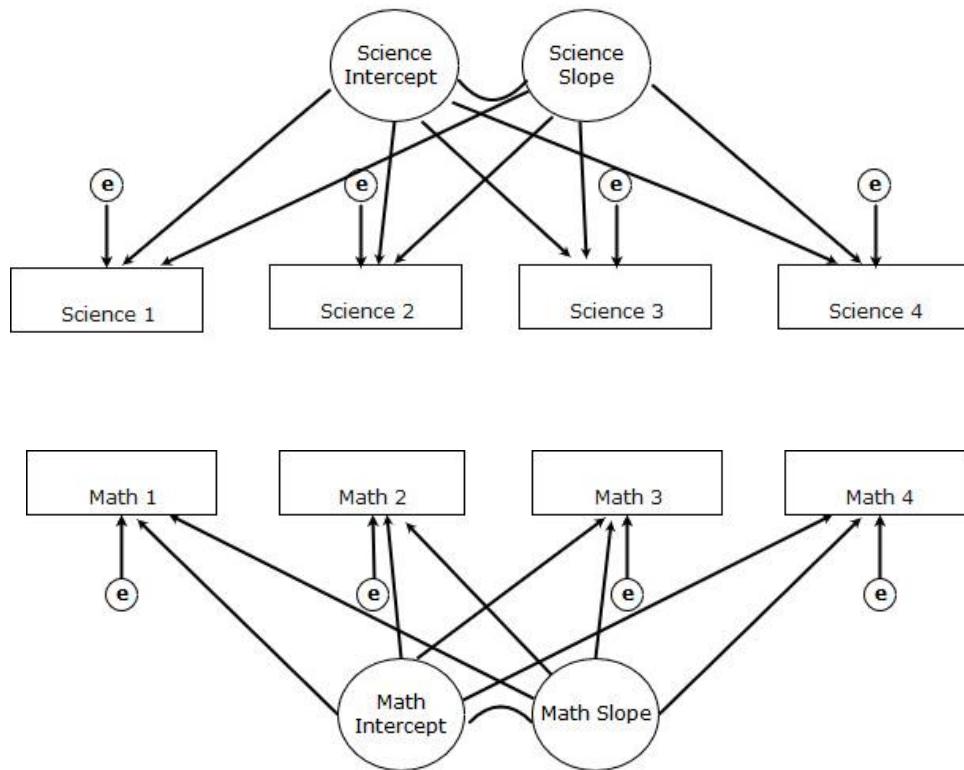 Science
Intercept
Science
Slope
e
e
e
e
Science 1
Science 2
Science 3
Science 4
Math 1
Math 2
Math 3
Math 4
e
e
e
e
Math
Intercept
Math Slope